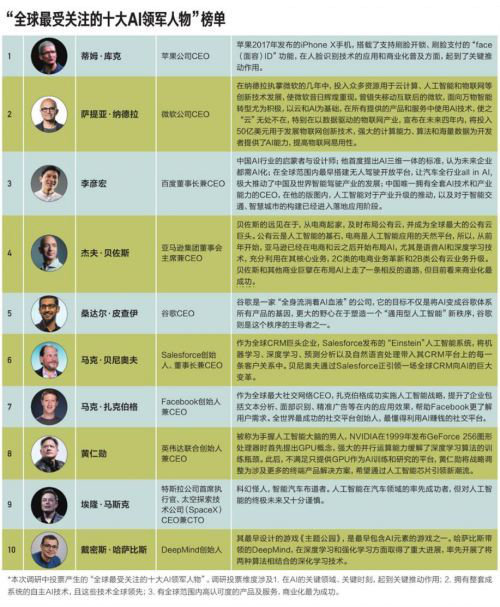 “全球最受关注的十大AI领军人物”榜单
1
蒂姆·库克
苹果公司CEO
苹果2017年发布的iPhone X手机，搭载了支持刷脸开锁、刷脸支付的“face
（面容）ID”功能，在人脸识别技术的应用和商业化普及方面，起到了关键推
动作用。
2
萨提亚·纳德拉
微软公司CEO
在纳德拉执掌微软的几年中，投入众多资源用于云计算、人工智能和物联网等
创新技术发展，使微软昔日辉煌重现，曾错失移动互联后的微软，面向万物智能
转型尤为积极，以云和AI为基础，在所有提供的产品和服务中使用AI技术，使之
“云”无处不在，特别在以数据驱动的物联网产业，宣布在未来四年内，将投入
50亿美元用于发展物联网创新技术，强大的计算能力、算法和海量数据为开发
者提供了AI能力，提高物联网易用性。
3
李彦宏
百度董事长兼CEO
中国AI行业的启蒙者与设计师；他首度提出AI三维一体的标准，认为未来企业
都需AI化；在全球范围内最早搭建无人驾驶开放平台，让汽车全行业all in AI，
极大推动了中国及世界智能驾驶产业的发展；中国唯一拥有全套AI技术和产业
能力的CEO。在他的版图内，人工智能对于产业升级的推动，以及对于智能交
通、智慧城市的构建已经进入落地应用阶段。
4
杰夫·贝佐斯
亚马逊集团董事会
主席兼CEO
贝佐斯的远见在于，从电商起家，及时布局公有云，并成为全球最大的公有云
巨头。公有云是人工智能的基石，电商是人工智能应用的天然平台，所以，从前
年开始，亚马逊已经在电商和云之后开始布局AI，尤其是语音AI和深度学习技
术，充分利用在其核心业务，2C类的电商业务革新和2B类公有云业务升级。
贝佐斯和其他商业巨擘在布局AI上走了一条相反的道路，但目前看来商业化最
成功。
5
桑达尔·皮查伊
谷歌CEO
谷歌是一家“全身流淌着AI血液”的公司，它的目标不仅是将AI变成谷歌体系
所有产品的基因，更大的野心在于塑造一个“通用型人工智能”新秩序，谷歌
则是这个秩序的主导者之一。
6
马克·贝尼奥夫
Salesforce创始
人、董事长兼CEO
作为全球CRM巨头企业，Salesforce发布的“Einstein”人工智能系统，将机
器学习、深度学习、预测分析以及自然语言处理带入其CRM平台上的每一
条客户关系中。贝尼奥夫通过Salesforce正引领一场全球CRM向AI的巨大
变革。
7
马克·扎克伯格
Facebook创始人
兼CEO
作为全球最大社交网络CEO，扎克伯格成功实施人工智能战略，提升了企业包
括文本分析、面部识别、精准广告等在内的应用效果，帮助Facebook更了解
用户需求。全世界最成功的社交平台创始人，最懂得利用AI赚钱的社交平台。
8
黄仁勋
英伟达联合创始人
兼CEO
被称为手握人工智能大脑的男人，NVIDIA在1999年发布GeForce 256图形
处理器时首先提出GPU概念，强大的并行运算能力缓解了深度学习算法的训
练瓶颈。此后，不满足只提供GPU作为AI训练和研究的平台，黄仁勋将战略调
整为涉及更多的终端产品解决方案，希望通过人工智能芯片引领新潮流。
9
埃隆·马斯克
特斯拉公司首席执
行官、太空探索技
术公司（SpaceX）
CEO兼CTO
科幻怪人，智能汽车布道者。人工智能在汽车领域的率先成功者，但对人工智
能的终极未来又十分谨慎。
10
戴密斯·哈萨比斯
DeepMind创始人
其最早设计的游戏《主题公园》，是最早包含AI元素的游戏之一。哈萨比斯带
领的DeepMind，在深度学习和强化学习方面取得了重大进展，率先开展了将
两种算法相结合的深化学习技术。
*本次调研中投票产生的“全球最受关注的十大AI领军人物”。调研投票维度涉及1. 在AI的关键领域、关键时刻，起到关键推动作用；2. 拥有整套成
系统的自主AI技术，且这些技术全球领先；3. 有全球范围内高认可度的产品及服务，商业化最为成功。